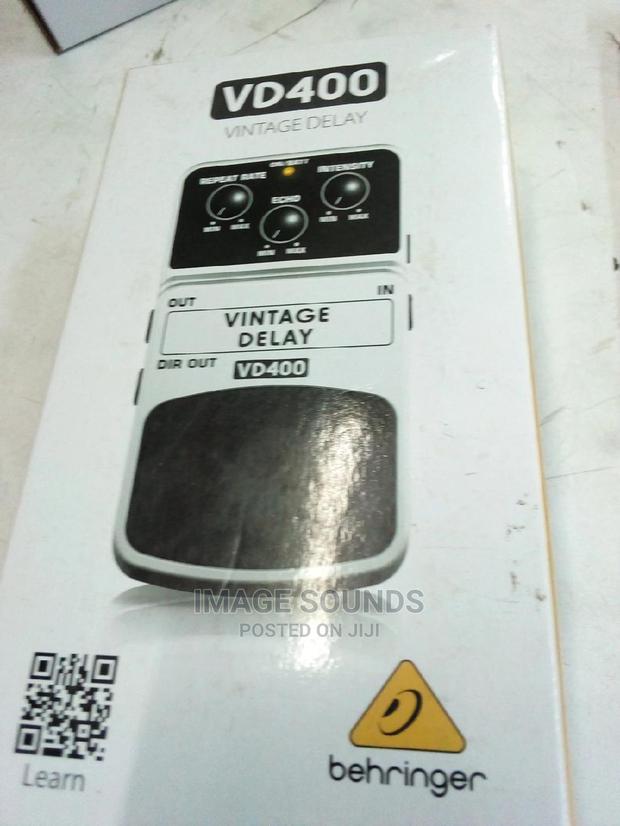 VD400
VINTAGE DELAY
ON/BATT
REPEAT RATE
INTENSITY
ECHO
MIN MAX
MIN MAX
MIN MAX
OUT
IN
VINTAGE
DELAY
DIR OUT
VD400
IMAGE SOUNDS
POSTED ON JIJI
Learn
behringer